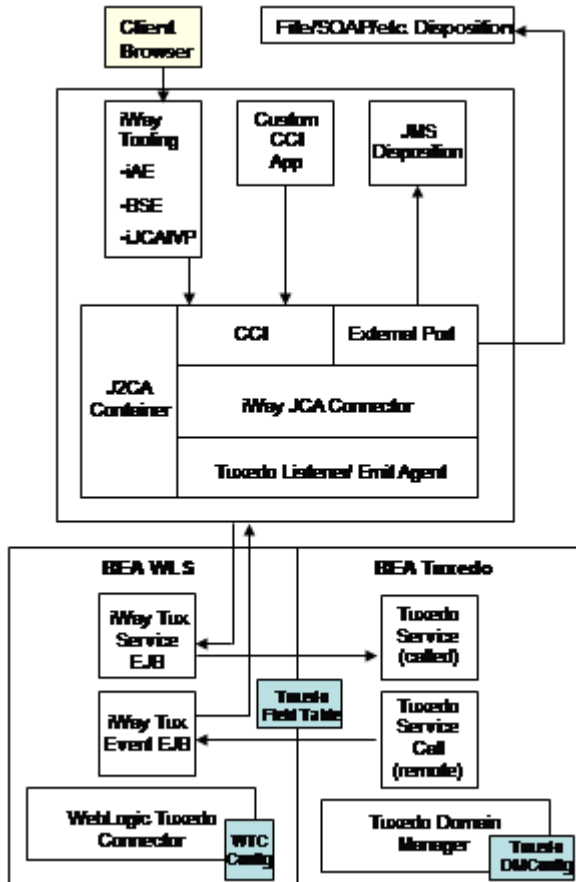 Client
Browser
File/SOAP/etc. Disposition
iWay
Tooling
-iAE
-BSE
-iJCAIVP
Custom
CCI
App
JMS
Disposition
CCI
External Port
J2CA
Container
iWay JCA Connector
Tuxedo Listener/ Emit Agent
BEA WLS
BEA Tuxedo
iWay Tux
Service
EJB
Tuxedo
Service
(called)
Tuxedo
Field Table
iWay Tux
Event EJB
Tuxedo
Service
Call
(remote)
WebLogic Tuxedo
Connector
WTC
Config
Tuxedo Domain
Manager
Tuxedo
DMConfig